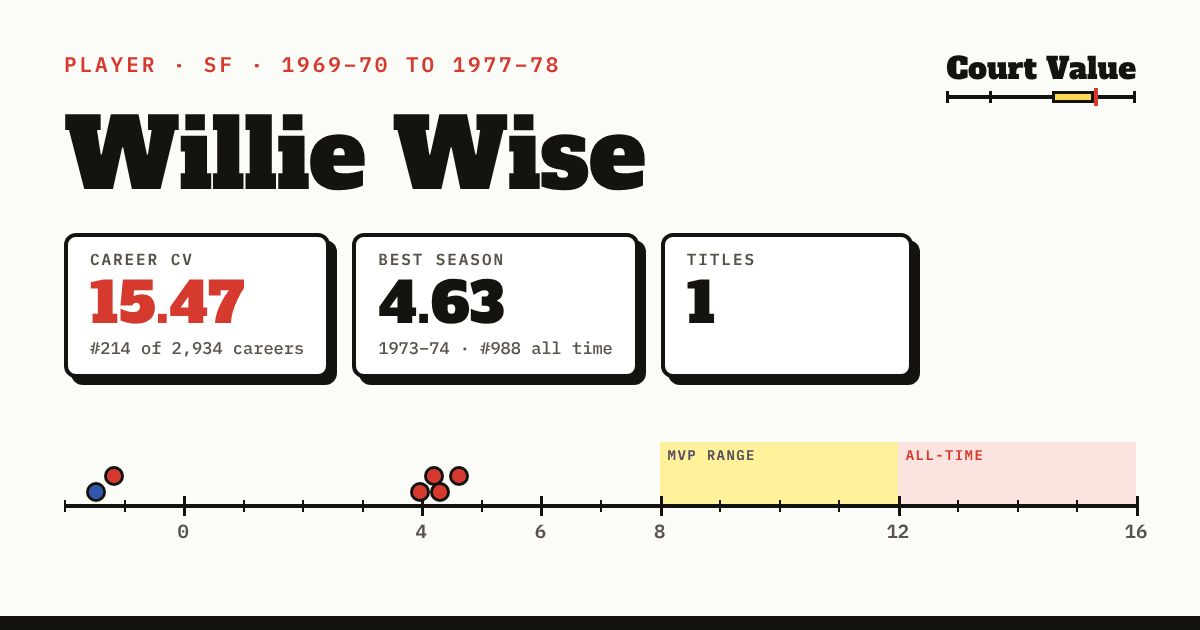 PLAYER · SF · 1969–70 TO 1977–78
Court Value
Willie Wise
CAREER CV
15.47
#214 of 2,934 careers
BEST SEASON
4.63
1973–74 · #988 all time
TITLES
1
MVP RANGE
ALL-TIME
0 4 6 8 12 16